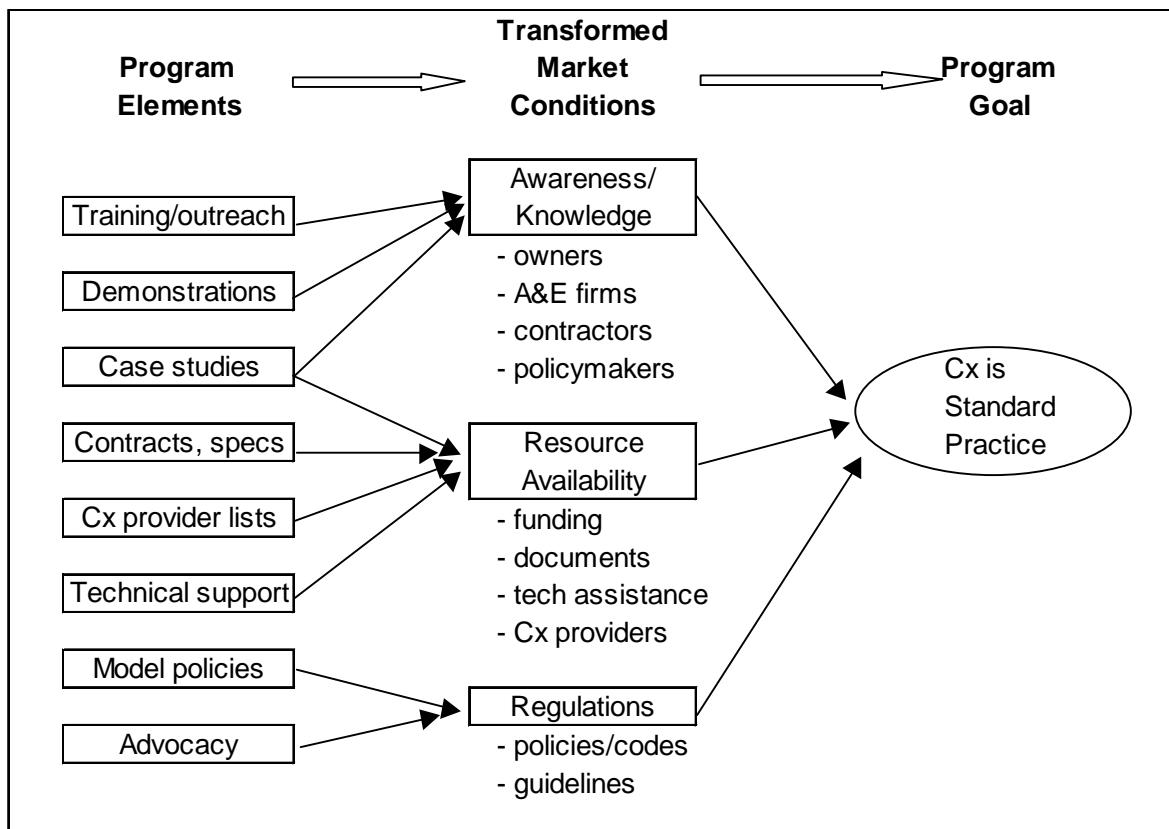 Program
Elements
Transformed
Market
Conditions
Program
Goal
Training/outreach
Demonstrations
Case studies
Contracts, specs
Cx provider lists
Technical support
Model policies
Advocacy
Awareness/
Knowledge
- owners
- A&E firms
- contractors
- policymakers
Resource
Availability
- funding
- documents
- tech assistance
- Cx providers
Regulations
- policies/codes
- guidelines
Cx is
Standard
Practice